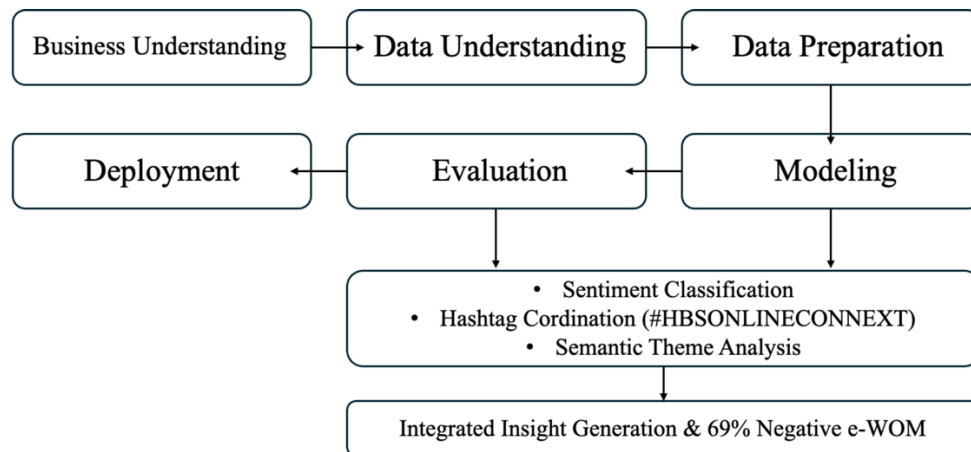 Business Understanding
Data Understanding
Data Preparation
Deployment
Evaluation
Modeling
• Sentiment Classification
• Hashtag Cordination (#HBSONLINECONNEXT)
• Semantic Theme Analysis
Integrated Insight Generation & 69% Negative e-WOM